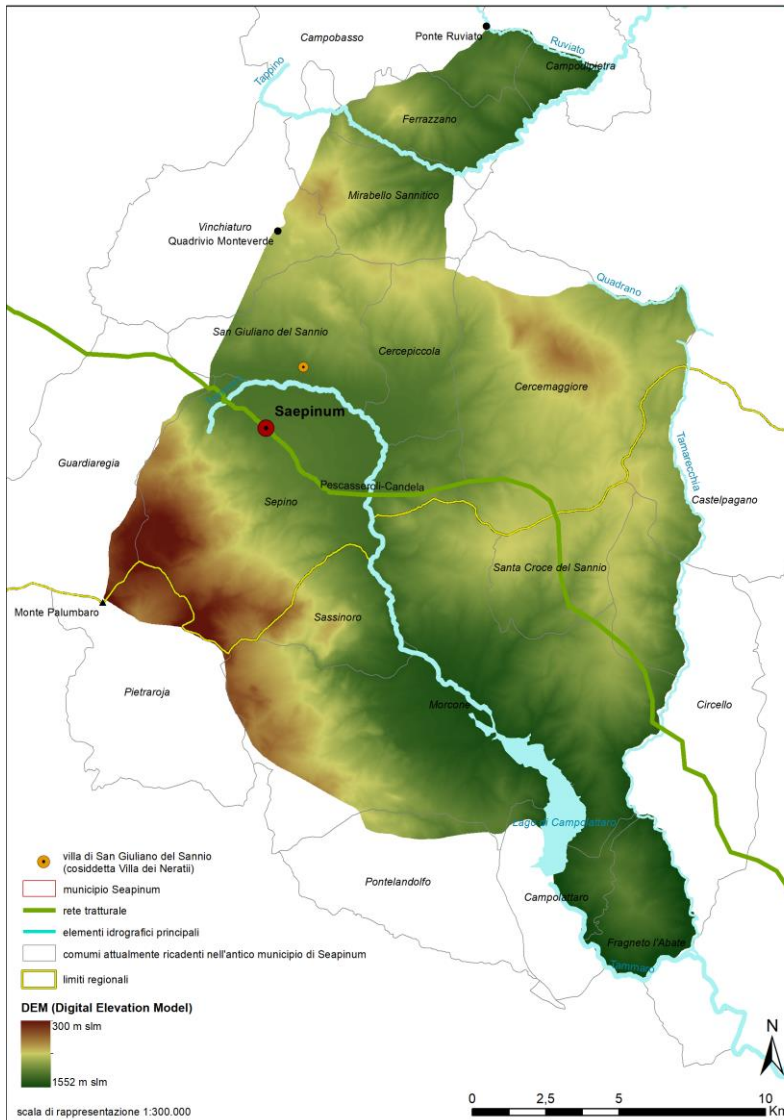 Campobasso
Ponte Ruviato
Ruviato
Campodipietra
Tappino
Ferrazzano
Mirabello Sannitico
Vinchiaturo
Quadrivio Monteverde
Quadrano
San Giuliano del Sannio
Cercepiccola
Cercemaggiore
Saepinum
Tamarecchia
Guardiaregia
Pescasseroli-Candela
Castelpagano
Sepino
Santa Croce del Sannio
Monte Palumbaro
Sassinoro
Pietraroja
Circello
Morcone
Lago di Campolattaro
Pontelandolfo
Campolattaro
Fragneto l'Abate
Tammaro
villa di San Giuliano del Sannio
(cosiddetta Villa dei Neratii)
municipio Seapinum
rete tratturale
elementi idrografici principali
comuni attualmente ricadenti nell'antico municipio di Seapinum
limiti regionali
DEM (Digital Elevation Model)
300 m slm
1552 m slm
scala di rappresentazione 1:300.000
N
0 2,5 5 10
Km